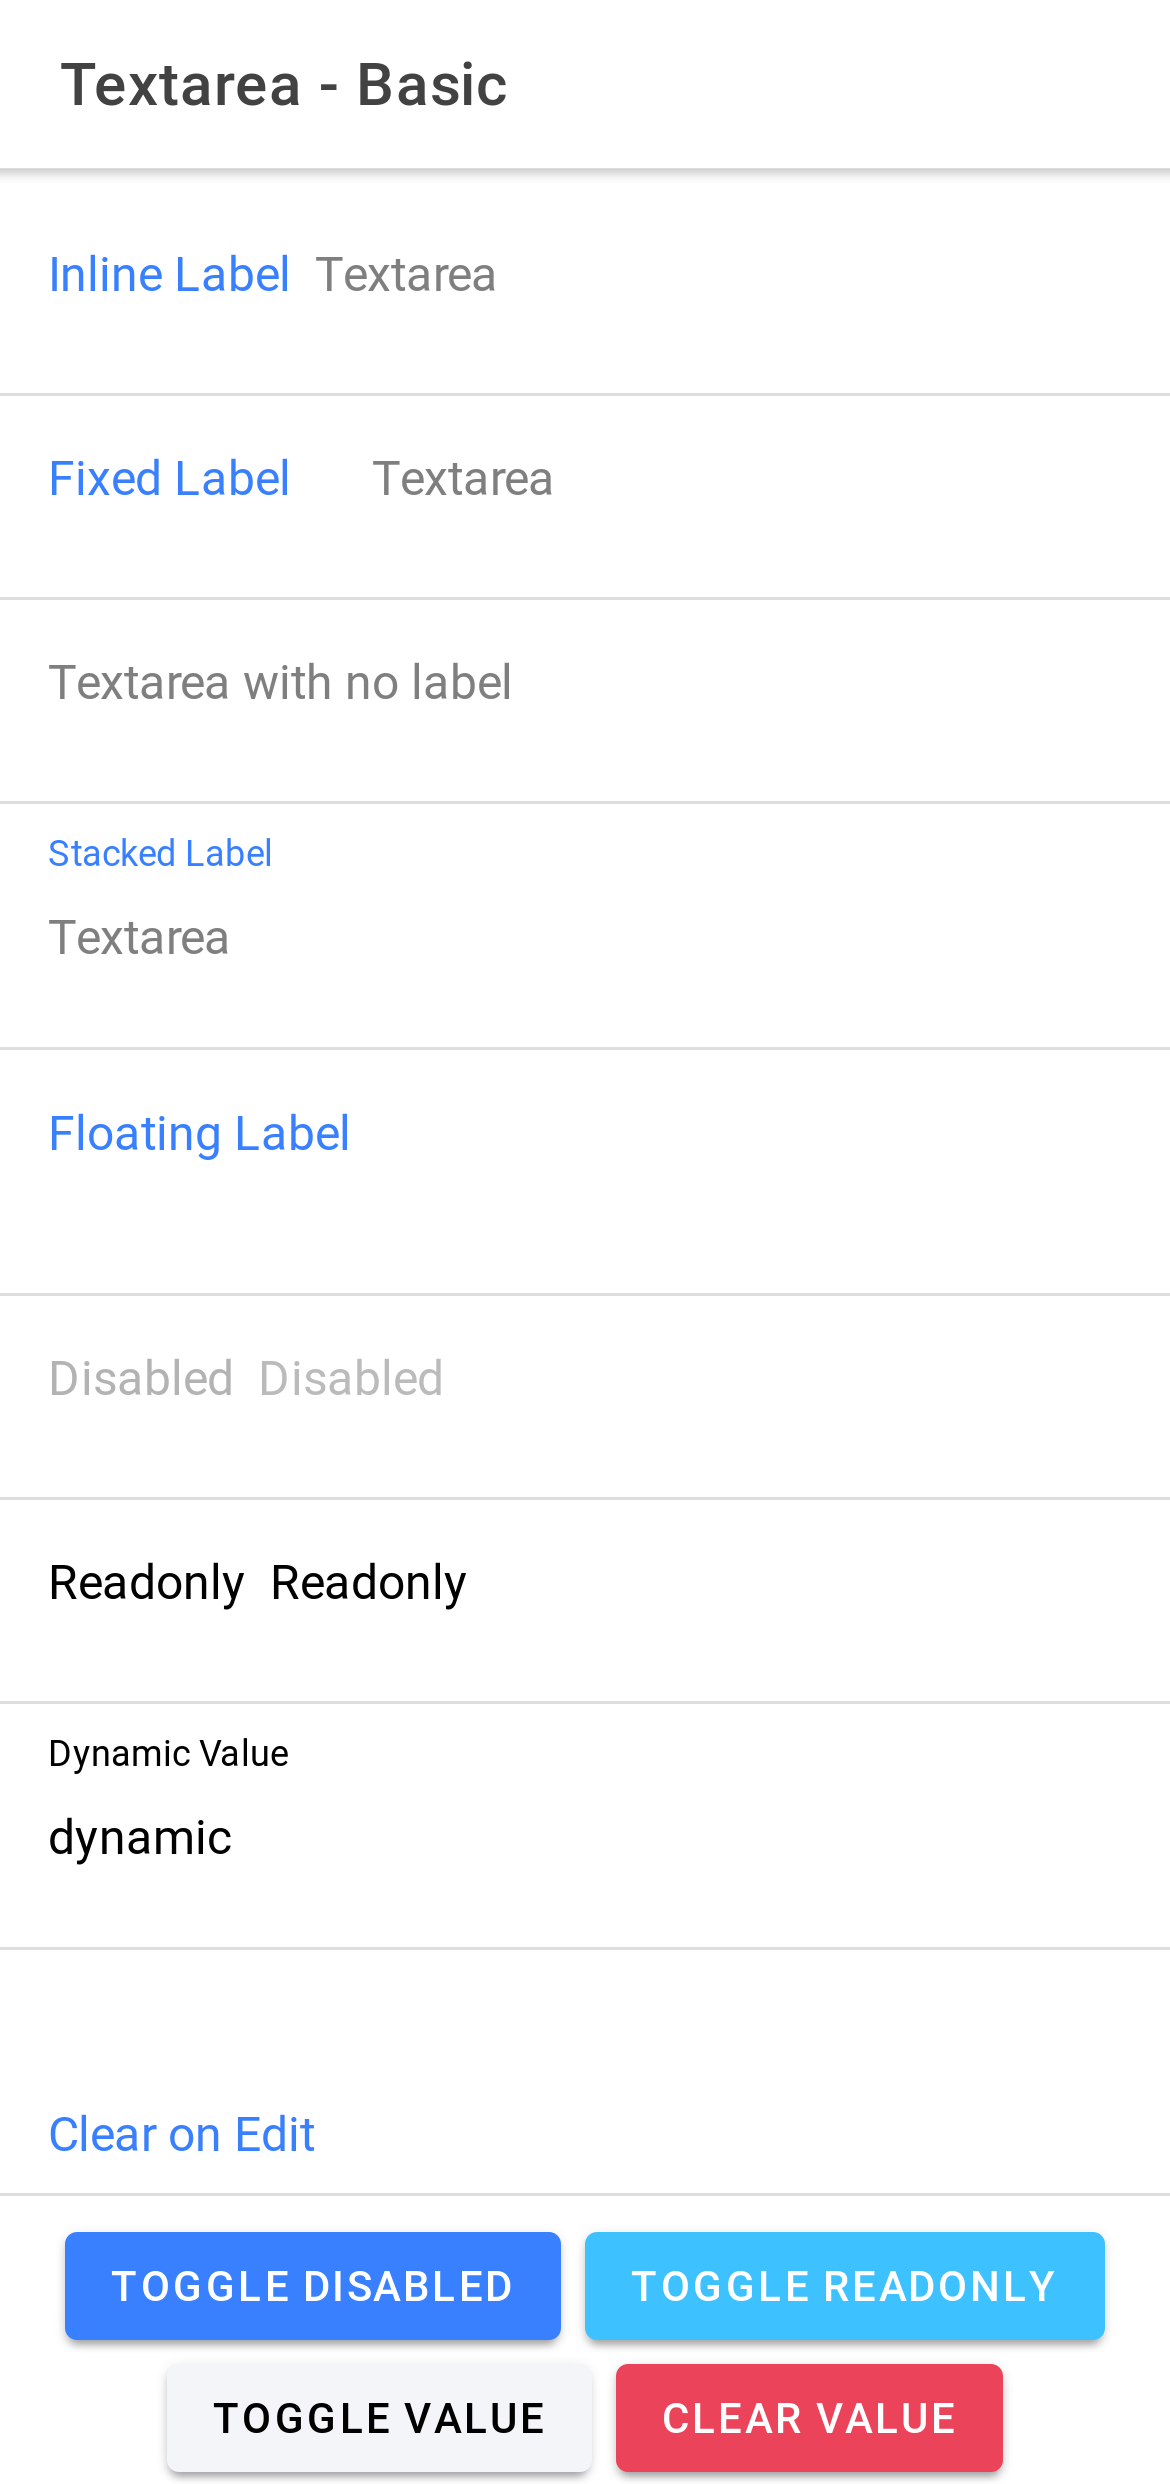 Textarea - Basic
Inline Label Textarea
Fixed Label Textarea
Textarea with no label
Stacked Label
Textarea
Floating Label
Disabled Disabled
Readonly Readonly
Dynamic Value
dynamic
Clear on Edit
TOGGLE DISABLED TOGGLE READONLY
TOGGLE VALUE CLEAR VALUE